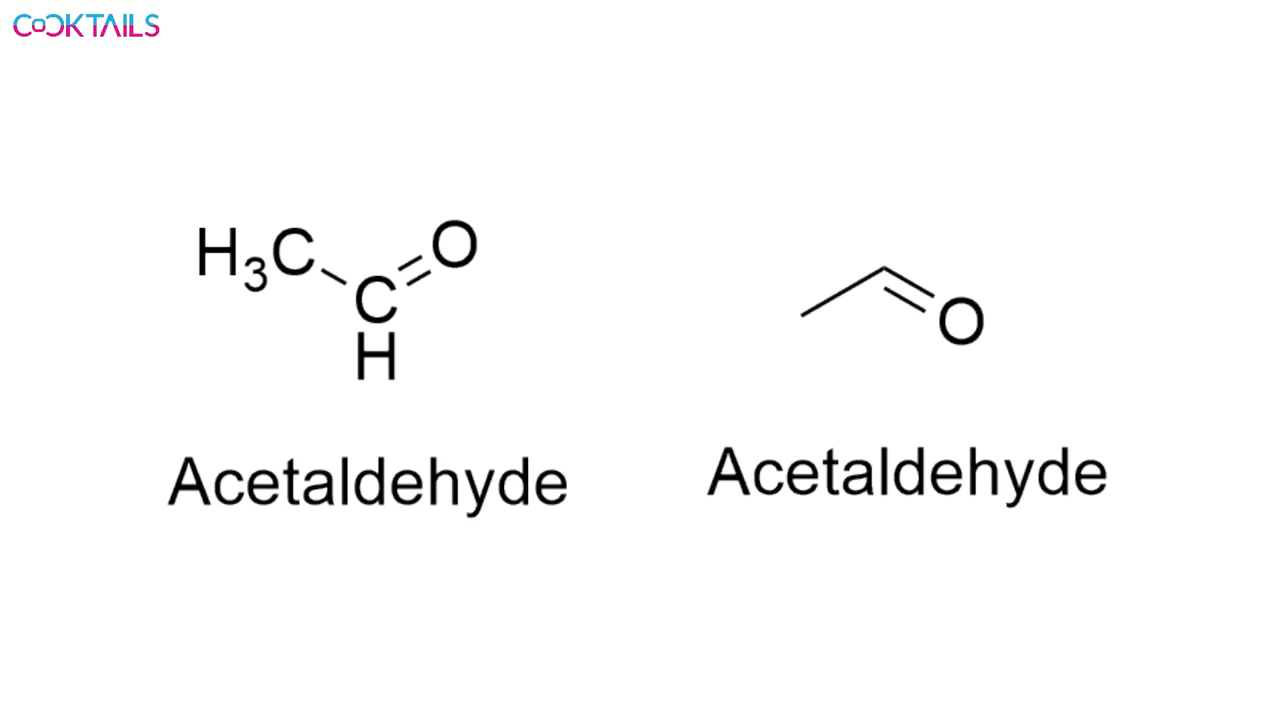 COOKTAILS
H₃C
O
C
H
O
Acetaldehyde
Acetaldehyde